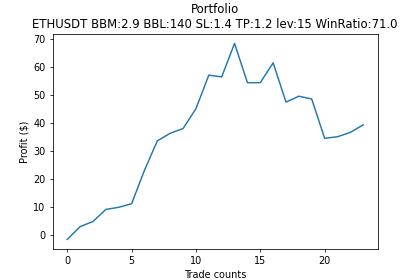 Portfolio
ETHUSDT BBM:2.9 BBL:140 SL:1.4 TP:1.2 lev:15 WinRatio:71.0
70
60
50
40
30
20
10
0
Profit ($)
0 5 10 15 20
Trade counts